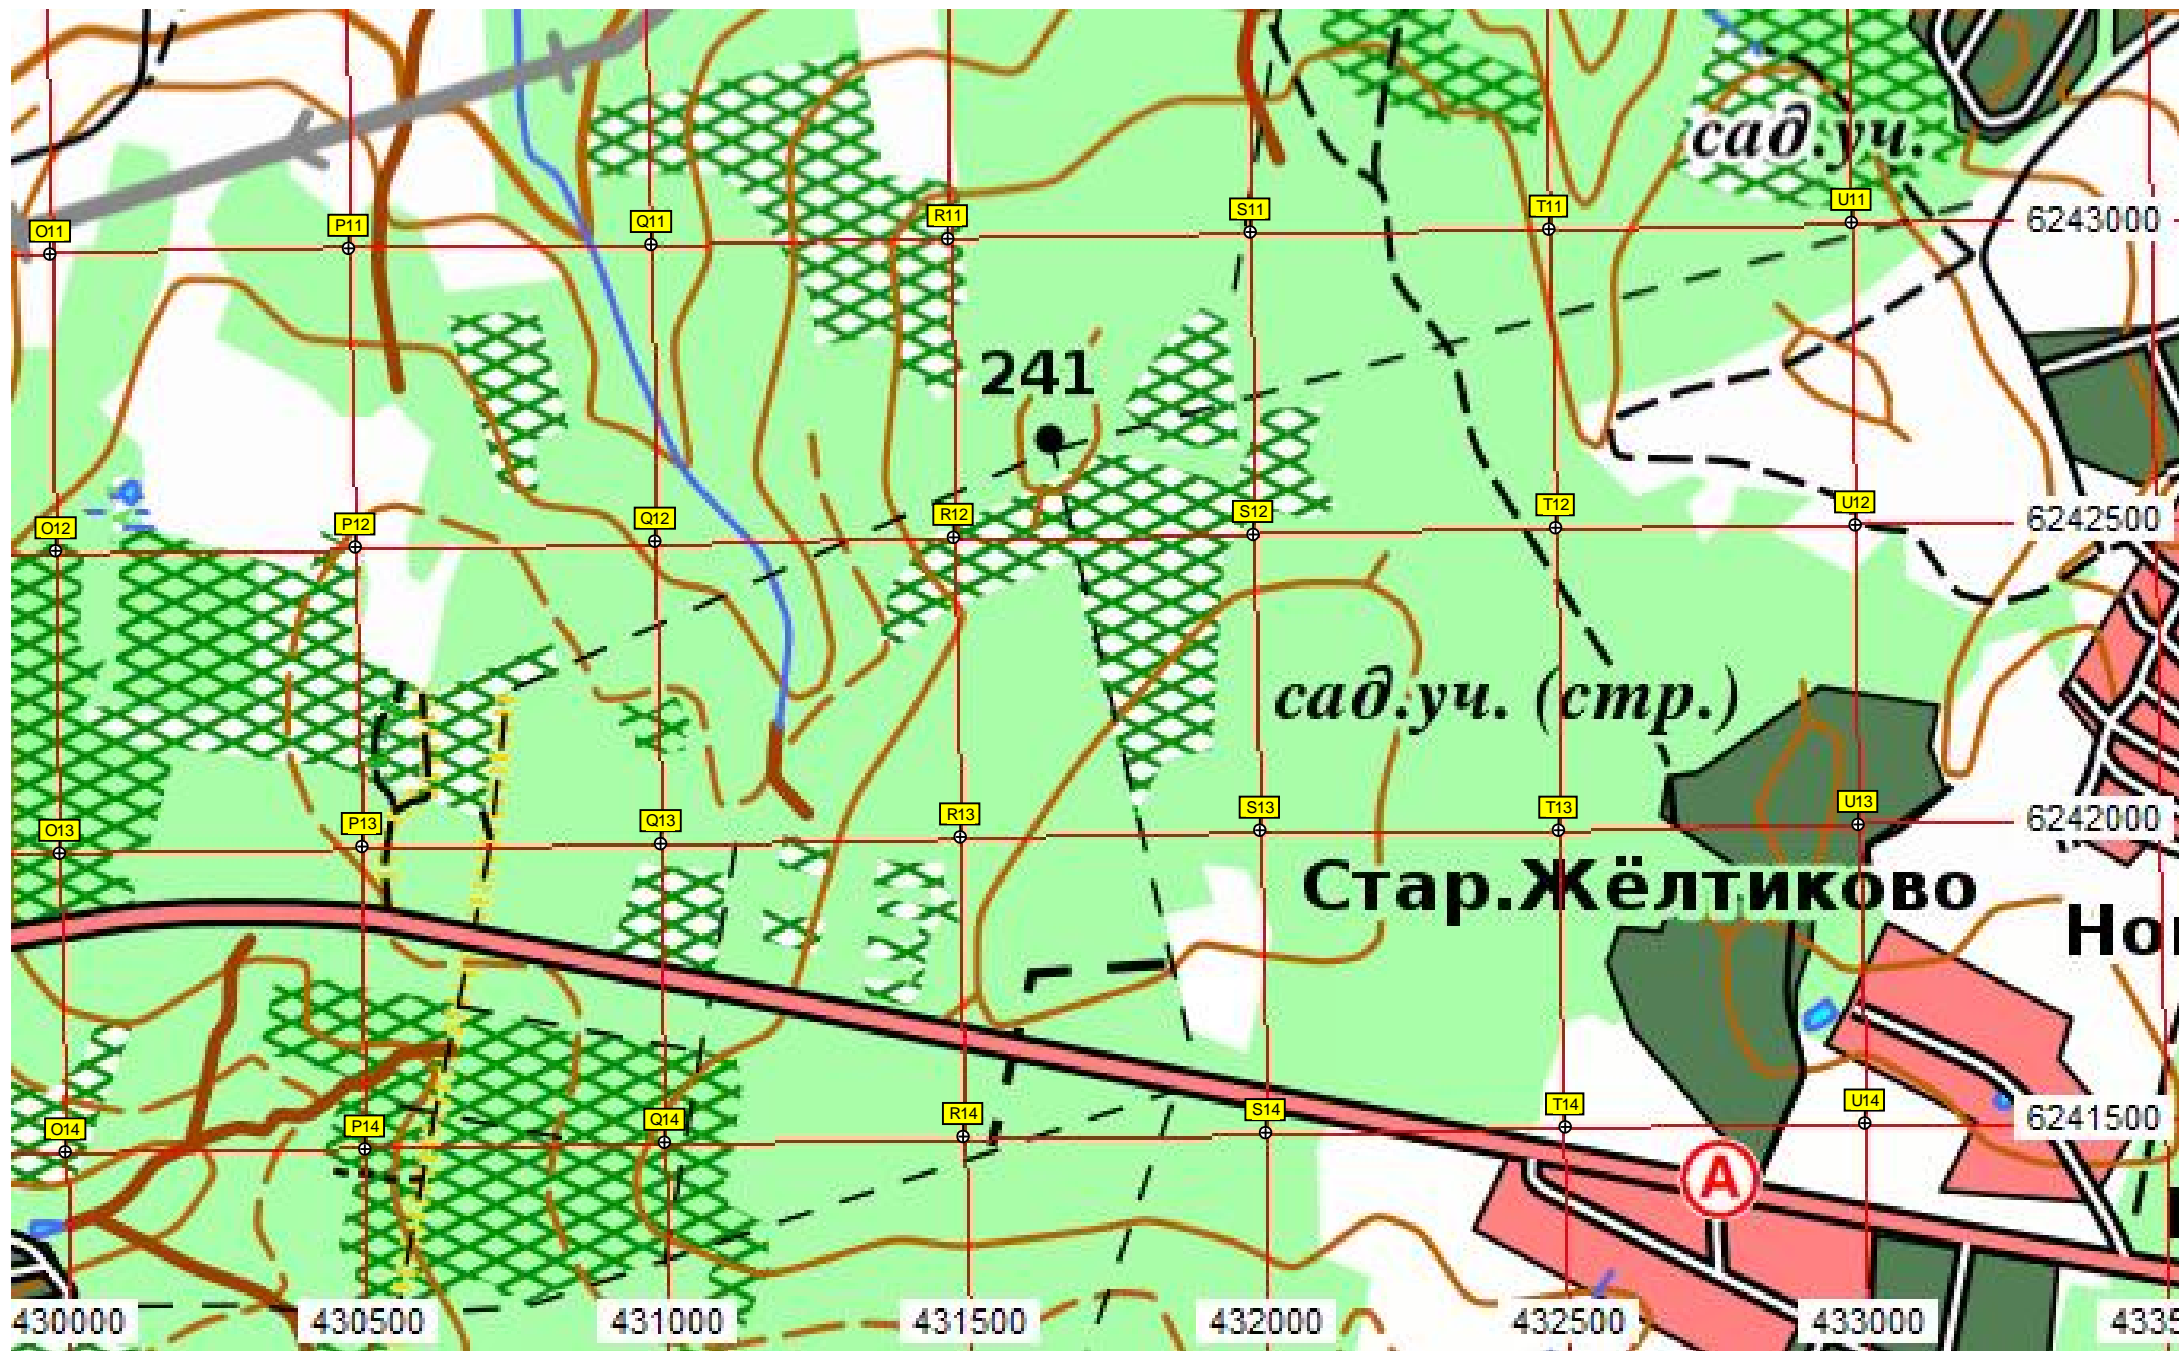 сад.уч.
O11 P11 Q11 R11 S11 T11 U11
6243000
241
O12 P12 Q12 R12 S12 T12 U12
6242500
сад.уч. (стр.)
O13 P13 Q13 R13 S13 T13 U13
6242000
Стар.Жёлтиково
Но
O14 P14 Q14 R14 S14 T14 U14
6241500
А
430000 430500 431000 431500 432000 432500 433000 4335